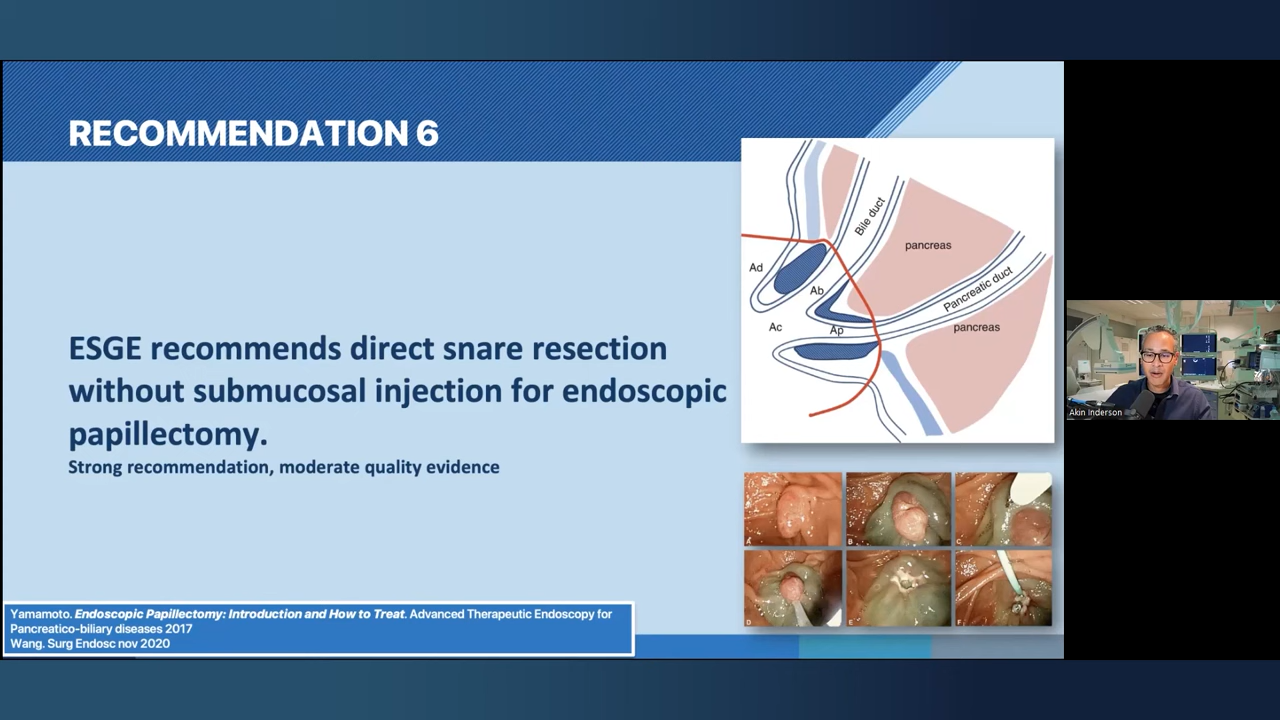 RECOMMENDATION 6
ESGE recommends direct snare resection
without submucosal injection for endoscopic
papillectomy.
Strong recommendation, moderate quality evidence
Bile duct
pancreas
Ad
Ab
Pancreatic duct
Ac
Ap
pancreas
A
B
C
D
E
F
Yamamoto. Endoscopic Papillectomy: Introduction and How to Treat. Advanced Therapeutic Endoscopy for
Pancreatico-biliary diseases 2017
Wang. Surg Endosc nov 2020
Akin Inderson